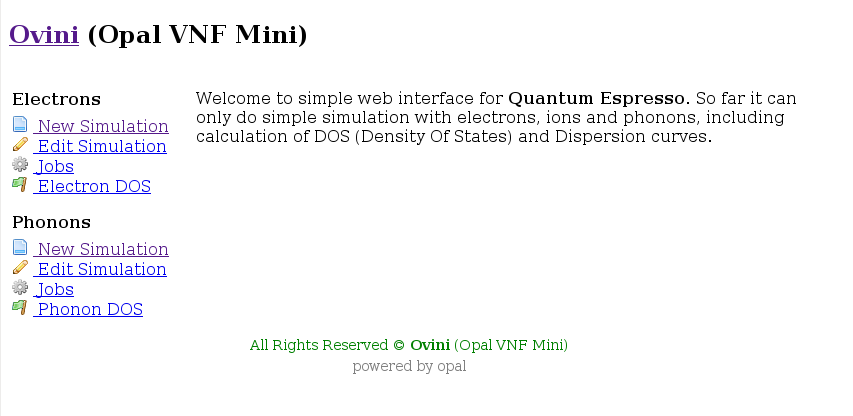 Ovini (Opal VNF Mini)
Electrons
New Simulation
Edit Simulation
Jobs
Electron DOS
Phonons
New Simulation
Edit Simulation
Jobs
Phonon DOS
Welcome to simple web interface for Quantum Espresso. So far it can
only do simple simulation with electrons, ions and phonons, including
calculation of DOS (Density Of States) and Dispersion curves.
All Rights Reserved © Ovini (Opal VNF Mini)
powered by opal